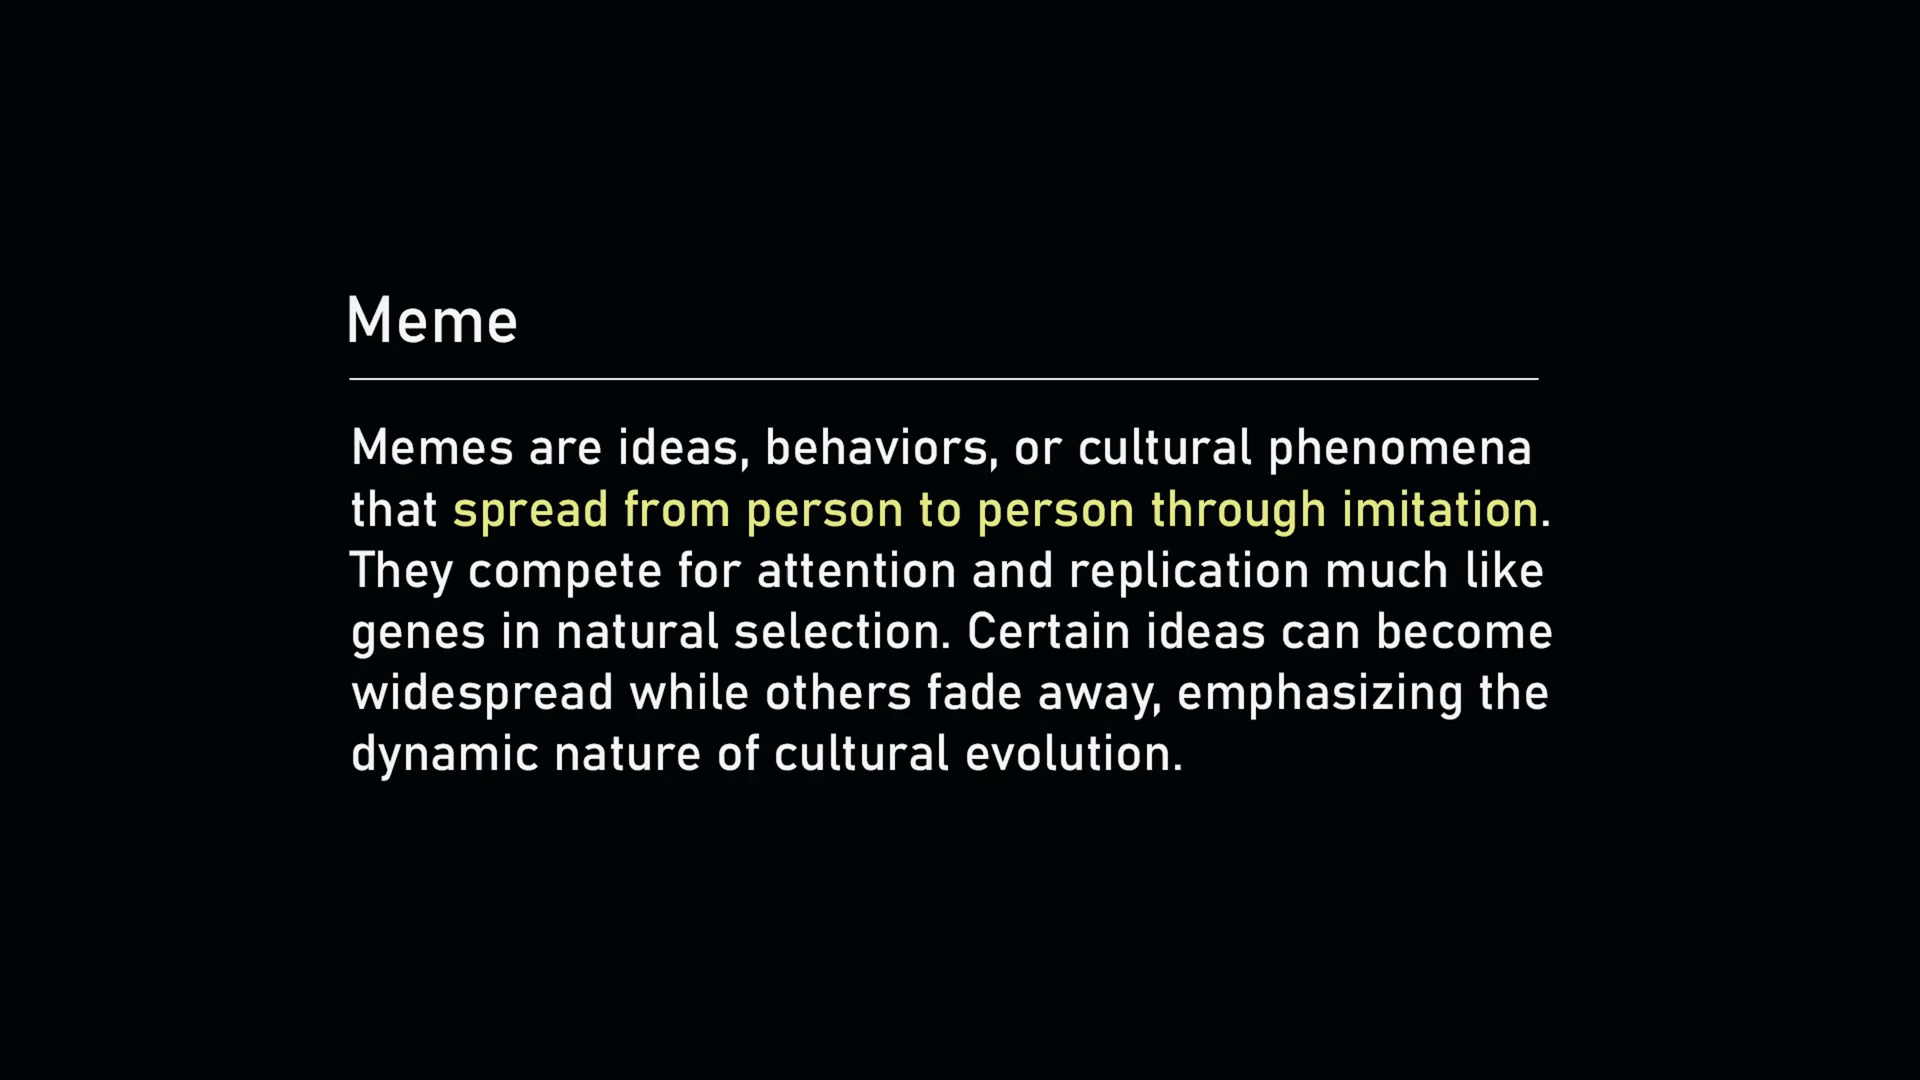 Meme
Memes are ideas, behaviors, or cultural phenomena
that spread from person to person through imitation.
They compete for attention and replication much like
genes in natural selection. Certain ideas can become
widespread while others fade away, emphasizing the
dynamic nature of cultural evolution.